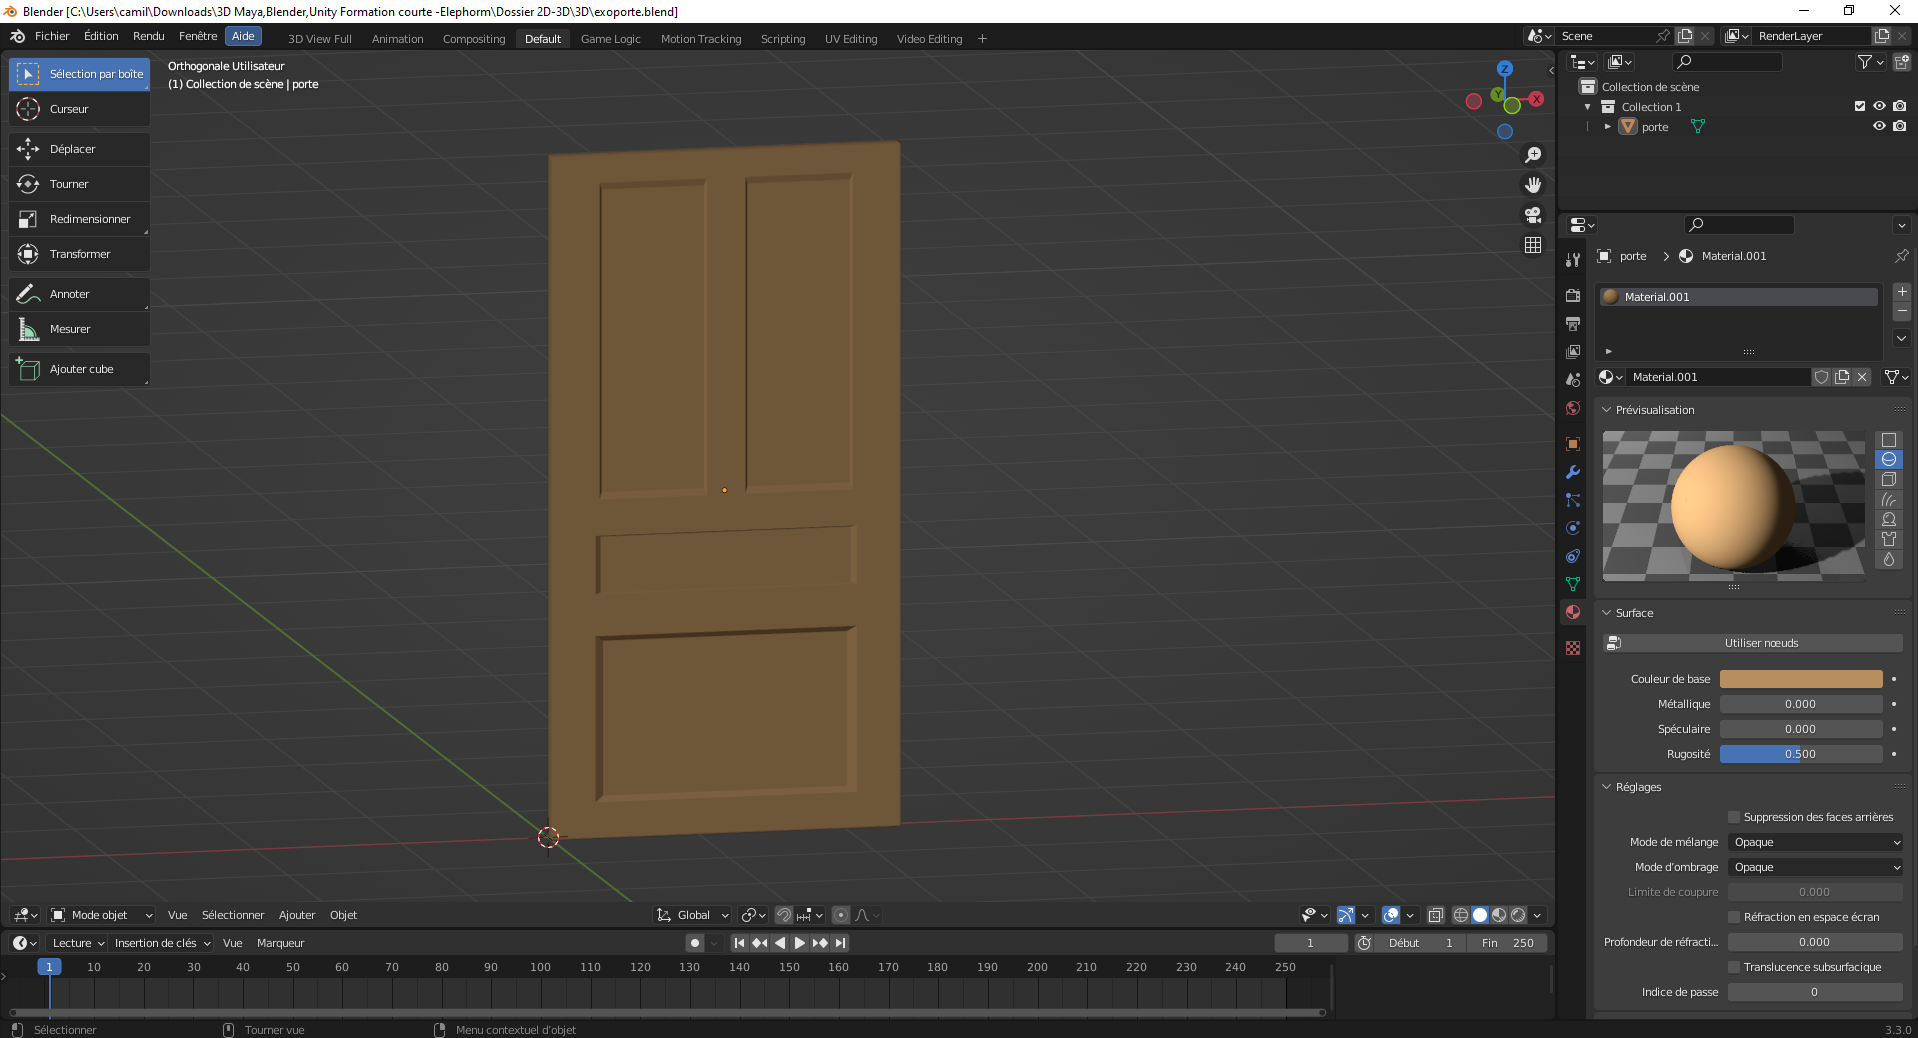 Blender [C:\Users\camil\Downloads\3D Maya,Blender,Unity Formation courte -Elephorm\Dossier 2D-3D\3D\exoporte.blend]
Fichier Édition Rendu Fenêtre Aide 3D View Full Animation Compositing Default Game Logic Motion Tracking Scripting UV Editing Video Editing Scene RenderLayer
Sélection par boîte
Curseur
Déplacer
Tourner
Redimensionner
Transformer
Annoter
Mesurer
Ajouter cube
Orthogonale Utilisateur
(1) Collection de scène | porte
Z
Y
X
Collection de scène
Collection 1
porte
porte Material.001
Material.001
Material.001
Prévisualisation
Surface
Utiliser nœuds
Couleur de base
Métallique 0.000
Spéculaire 0.000
Rugosité 0.500
Réglages
Suppression des faces arrières
Mode de mélange Opaque
Mode d'ombrage Opaque
Limite de coupure 0.000
Réfraction en espace écran
Profondeur de réfracti... 0.000
Translucence subsurfacique
Indice de passe 0
Mode objet Vue Sélectionner Ajouter Objet Global
Lecture Insertion de clés Vue Marqueur 1 Début 1 Fin 250
1 10 20 30 40 50 60 70 80 90 100 110 120 130 140 150 160 170 180 190 200 210 220 230 240 250
Sélectionner Tourner vue Menu contextuel d'objet 3.3.0